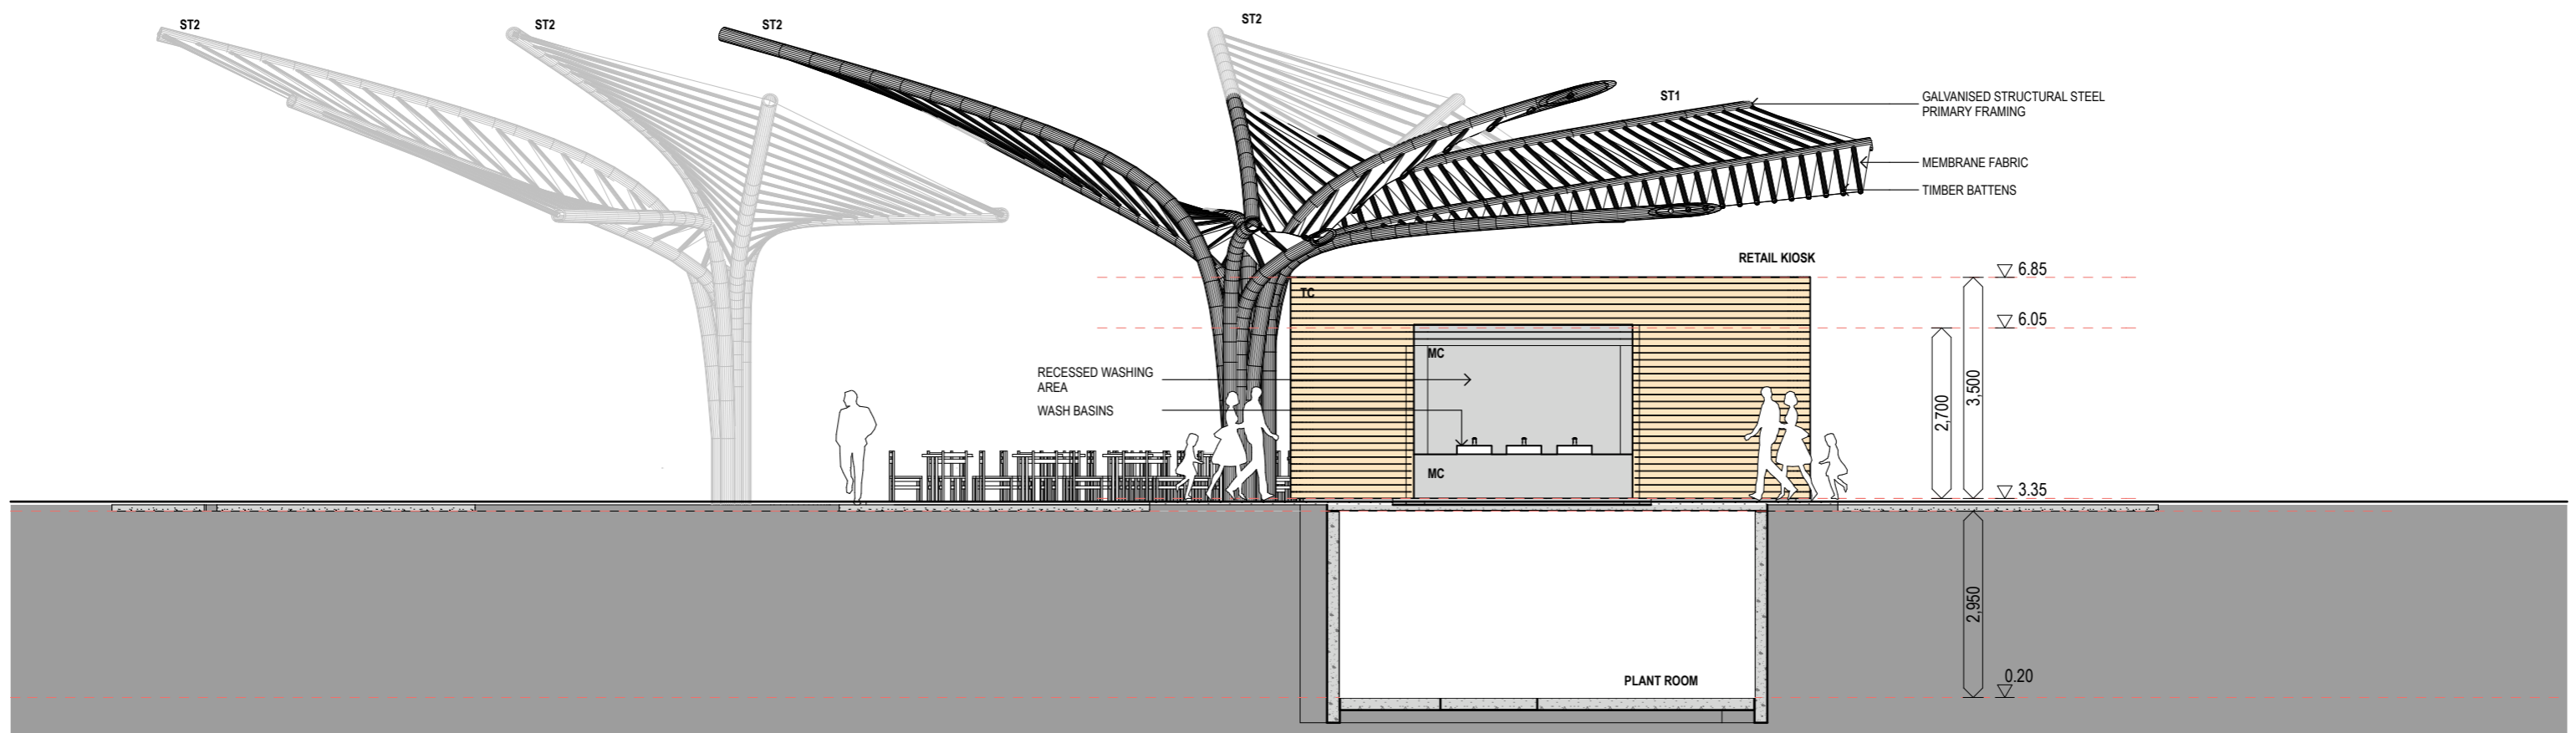 ST2
ST2
ST2
ST2
ST1
GALVANISED STRUCTURAL STEEL
PRIMARY FRAMING
MEMBRANE FABRIC
TIMBER BATTENS
RETAIL KIOSK
6.85
TC
6.05
MC
RECESSED WASHING
AREA
WASH BASINS
2,700
3,500
MC
3.35
2,950
PLANT ROOM
0.20